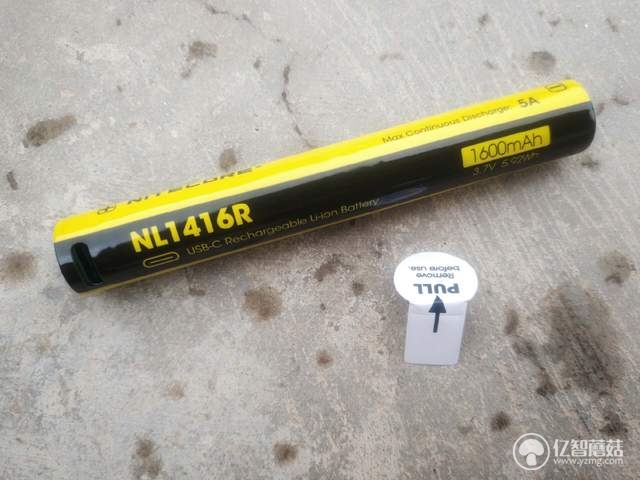 NITECORE
Max Continuous Discharge 5A
NL1416R
USB-C Rechargeable Li-ion Battery
1600mAh
3.7V 5.92Wh
PULL
Remove
before use.
亿智蘑菇
www.yzmg.com